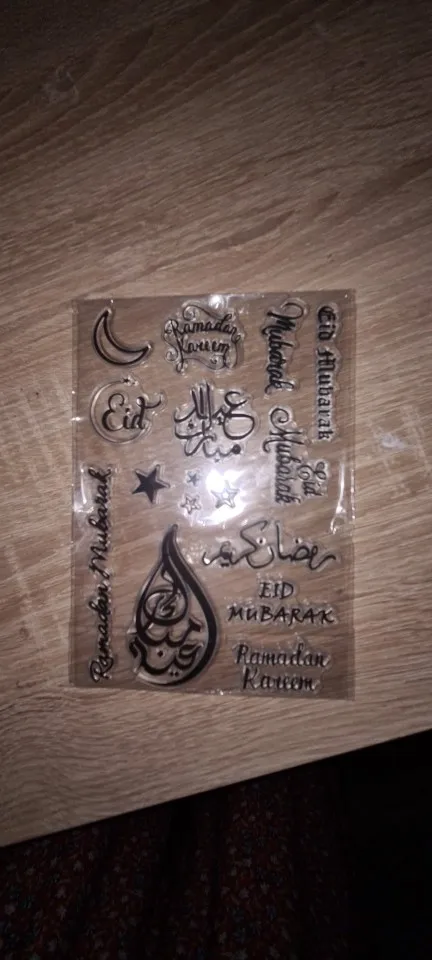 Ramadan
Kareem
Mubarak
Eid Mubarak
Eid
عيد
مبارك
Eid
Mubarak
Ramadan Mubarak
رمضان كريم
عيد
مبارك
EID
MUBARAK
Ramadan
Kareem